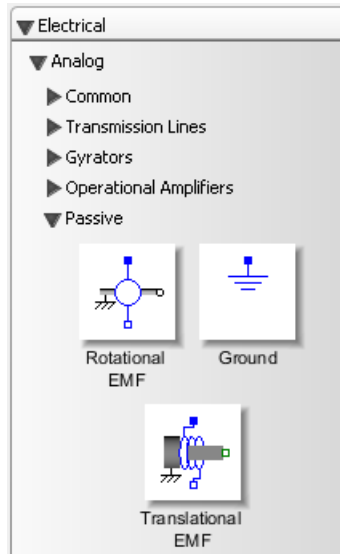 Electrical
Analog
Common
Transmission Lines
Gyrators
Operational Amplifiers
Passive
Rotational
EMF
Ground
Translational
EMF